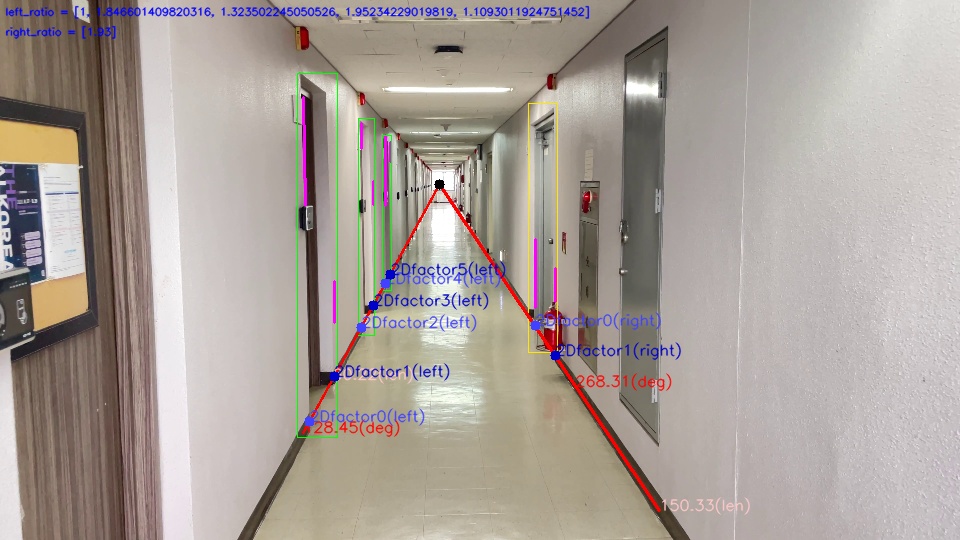 left_ratio = [1, 1.846601409820316, 1.323502245050526, 1.95234229019819, 1.1093011924751452]
right_ratio = [1.93]
2Dfactor5(left)
2Dfactor4(left)
2Dfactor3(left)
2Dfactor2(left)
2Dfactor0(right)
2Dfactor1(right)
2Dfactor1(left)
268.31(deg)
2Dfactor0(left)
28.45(deg)
150.33(len)
THE
KOREA